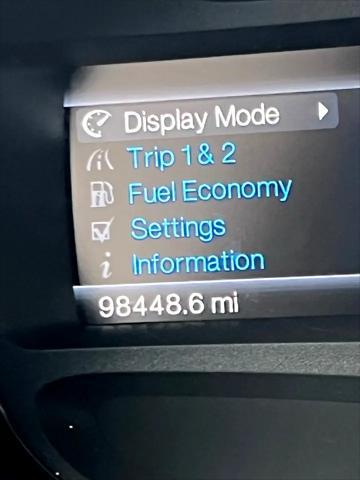 Display Mode
Trip 1 & 2
Fuel Economy
Settings
Information
98448.6 mi